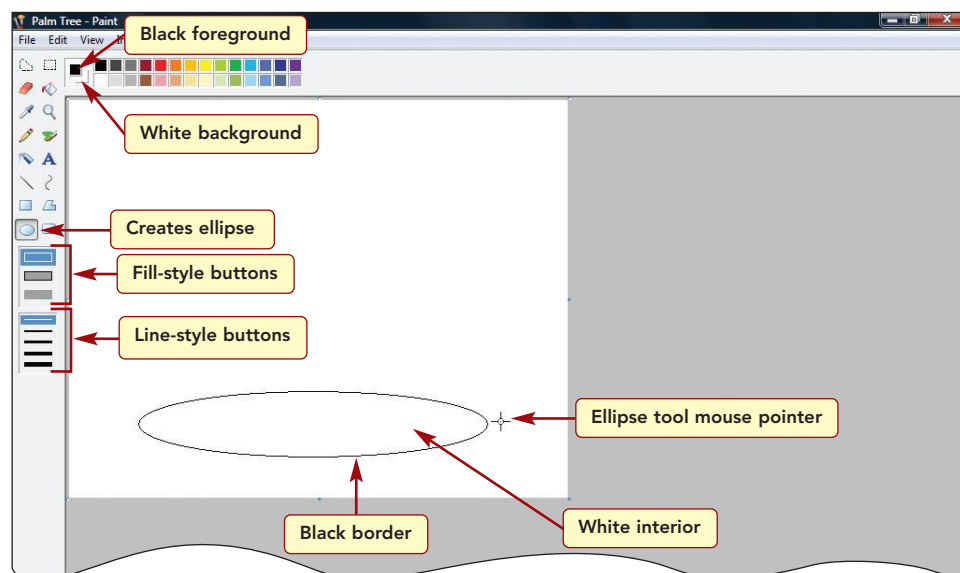 Palm Tree - Paint
File Edit View
Black foreground
White background
A
Creates ellipse
Fill-style buttons
Line-style buttons
Ellipse tool mouse pointer
Black border
White interior